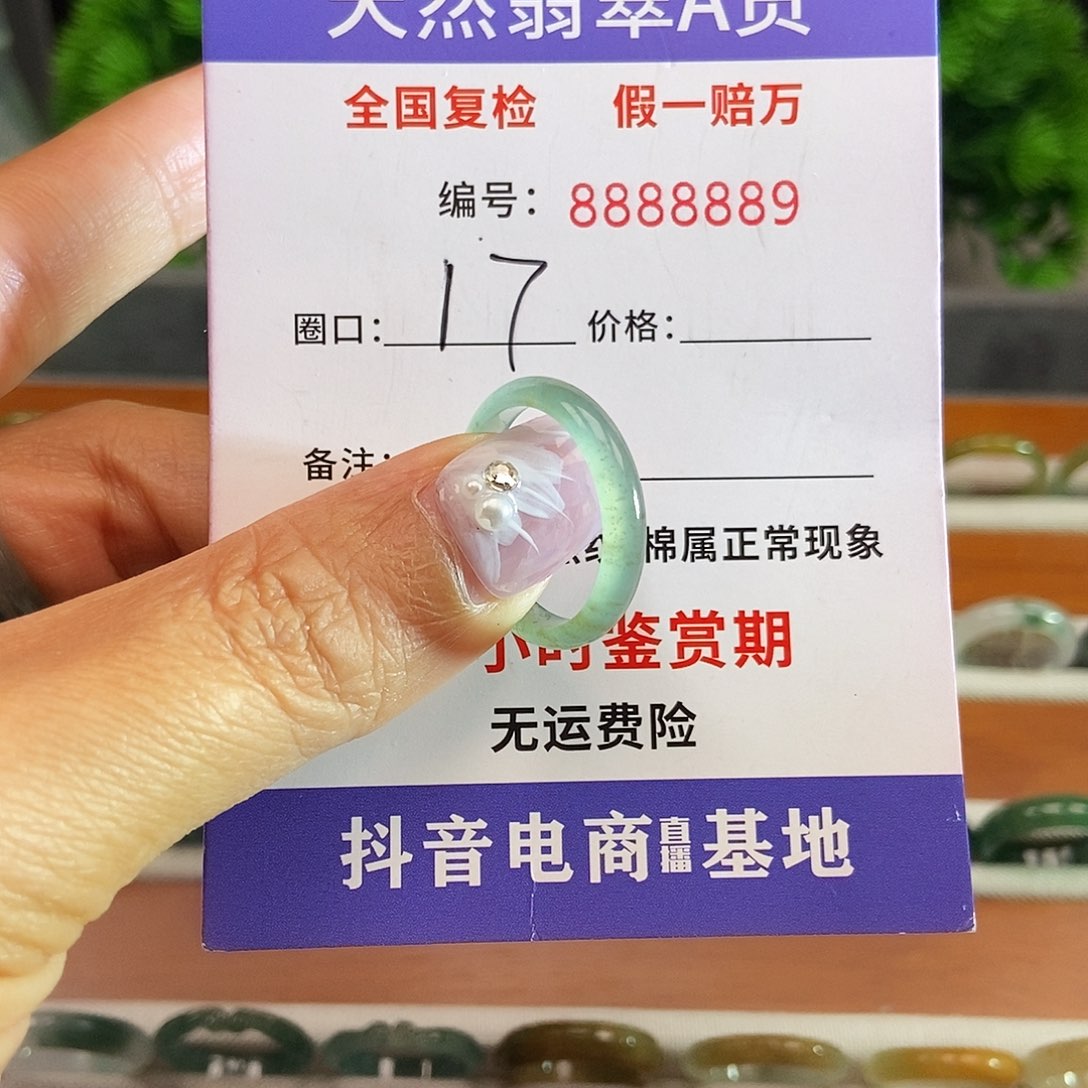 天然翡翠A货
全国复检 假一赔万
编号：8888889
圈口：17 价格：
备注：
棉属正常现象
小时鉴赏期
无运费险
抖音电商直播基地